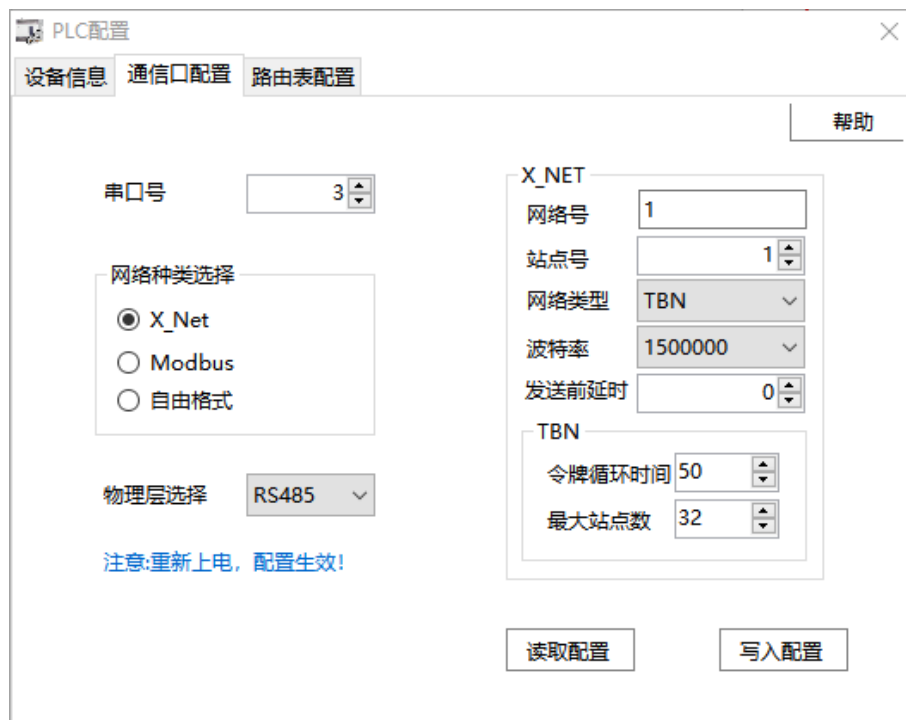 PLC配置
设备信息 通信口配置 路由表配置
帮助
串口号 3
网络种类选择
X_Net
Modbus
自由格式
物理层选择 RS485
注意:重新上电，配置生效!
X_NET
网络号 1
站点号 1
网络类型 TBN
波特率 1500000
发送前延时 0
TBN
令牌循环时间 50
最大站点数 32
读取配置 写入配置